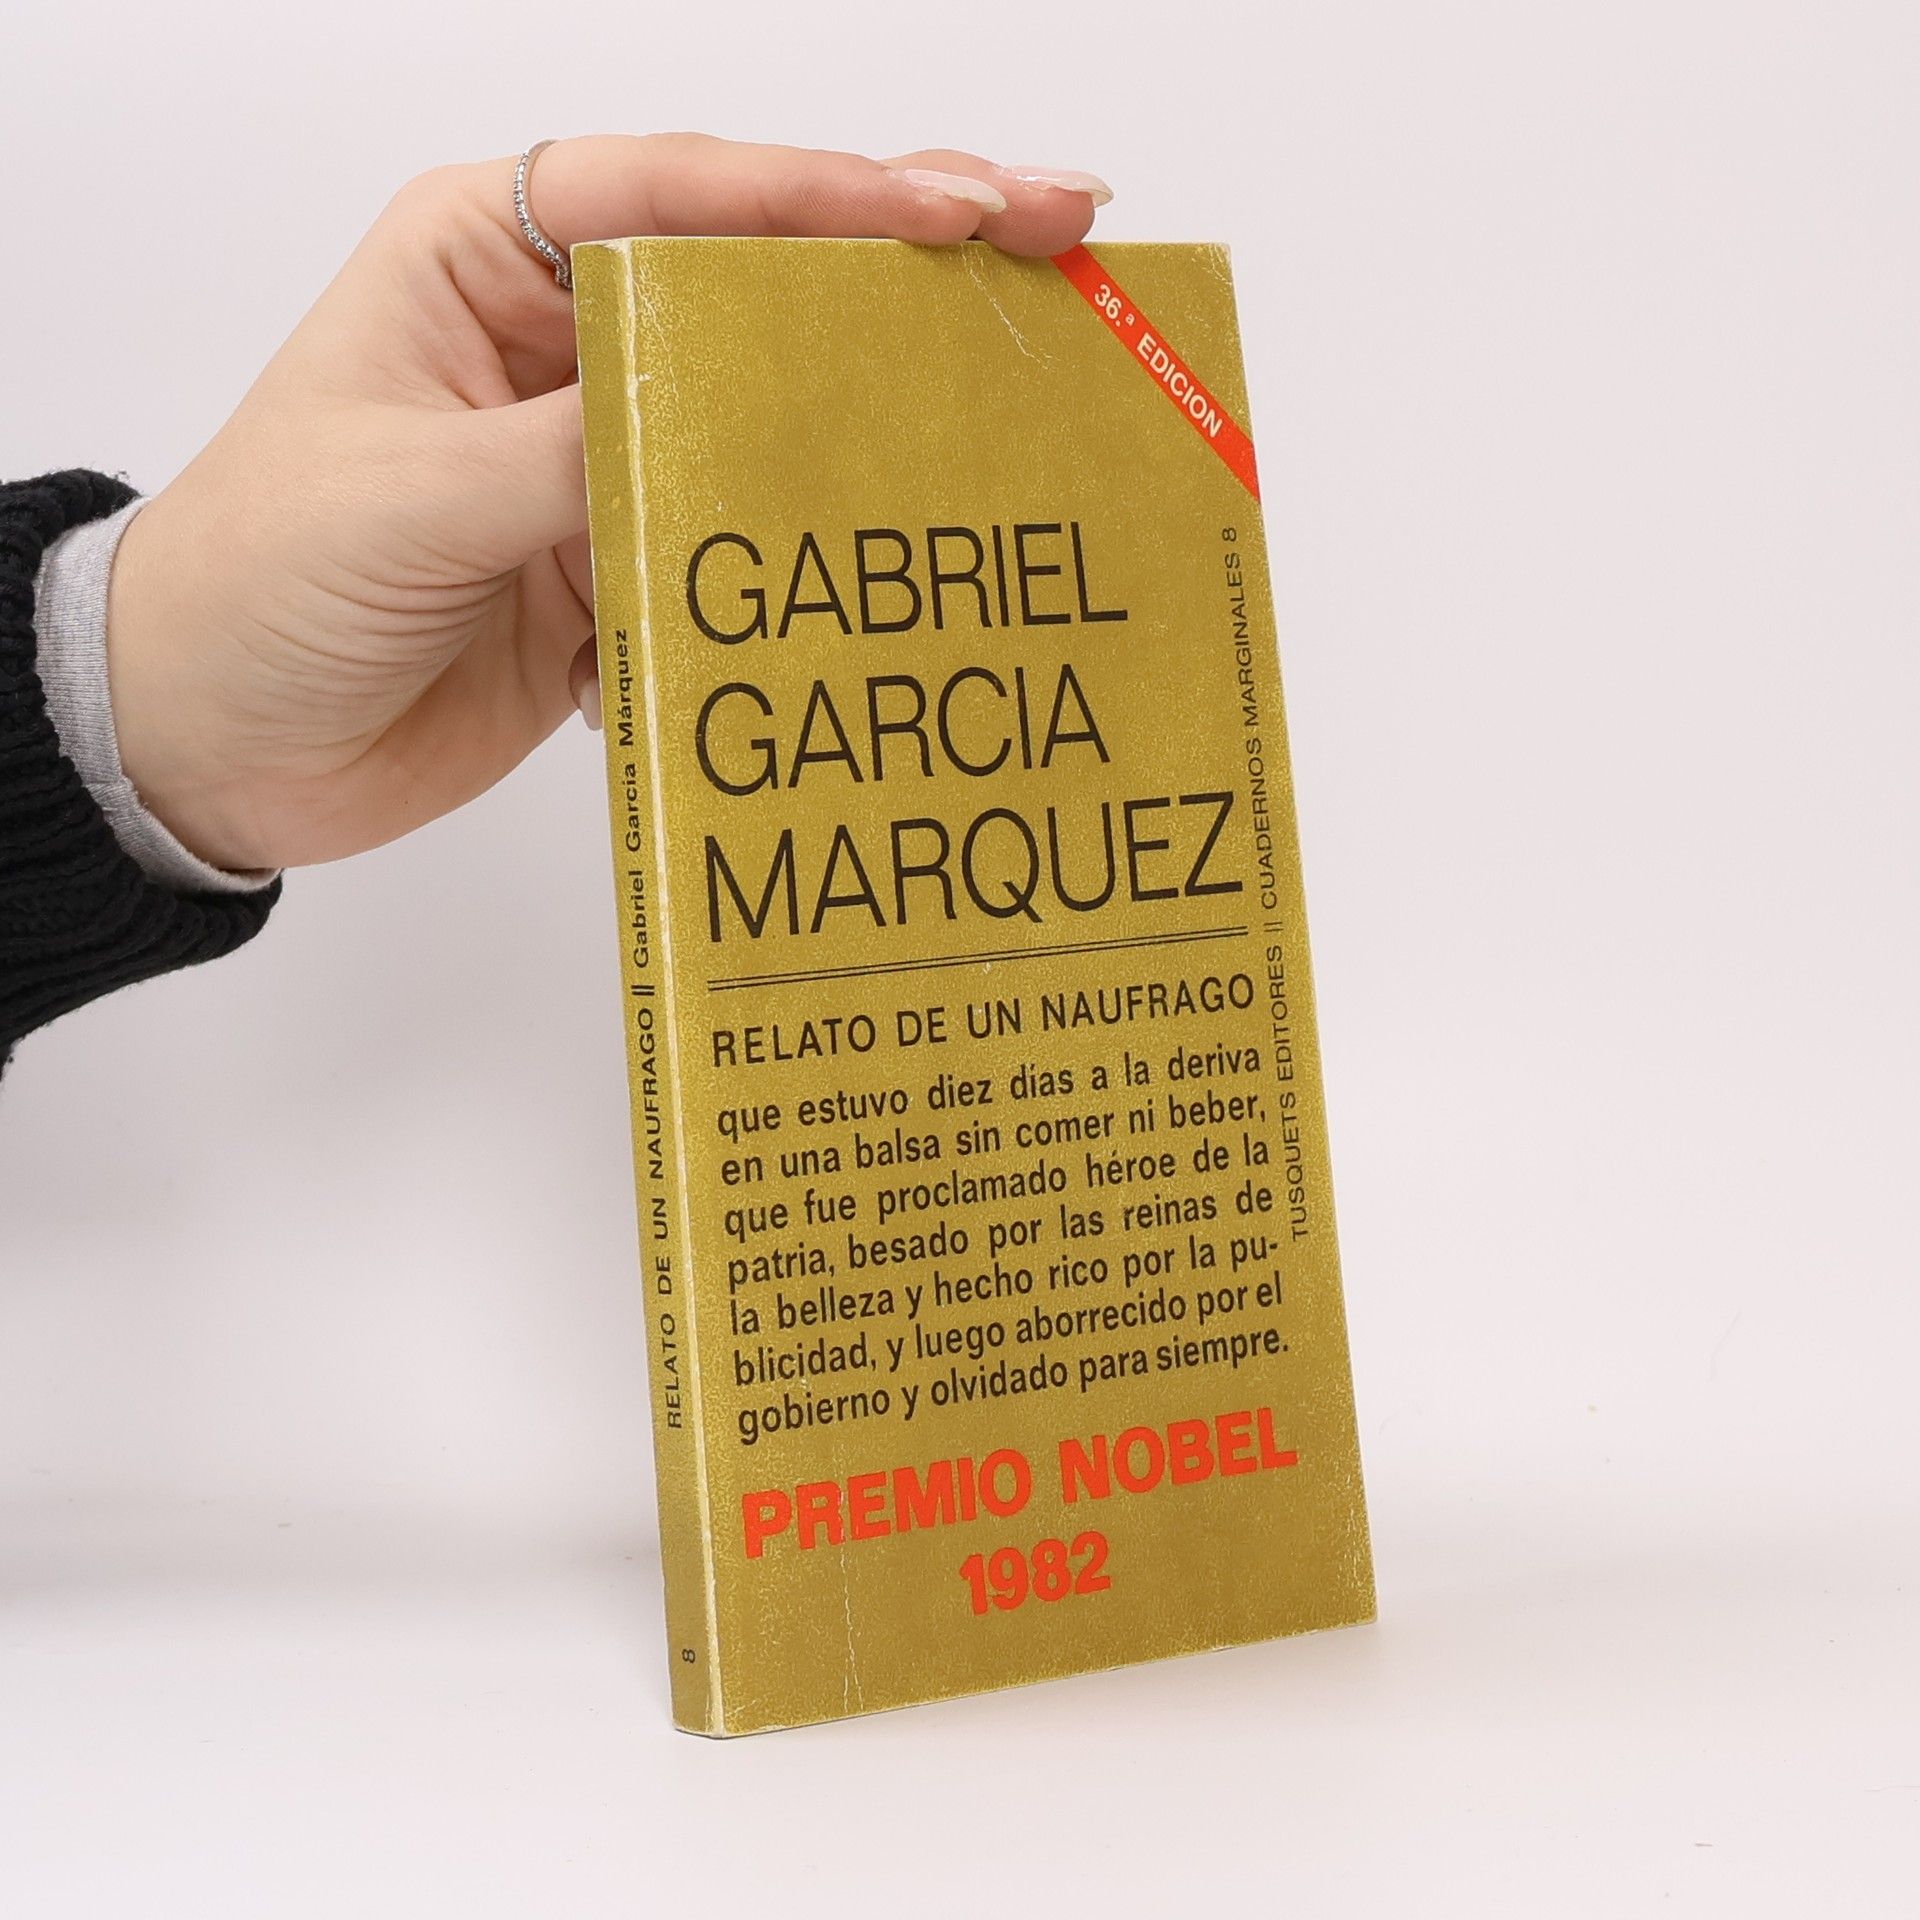 36.ª EDICION
GABRIEL
GARCIA
MARQUEZ
RELATO DE UN NAUFRAGO
que estuvo diez días a la deriva
en una balsa sin comer ni beber,
que fue proclamado héroe de la
patria, besado por las reinas de
la belleza y hecho rico por la pu-
blicidad, y luego aborrecido por el
gobierno y olvidado para siempre.
PREMIO NOBEL
1982
TUSQUETS EDITORES || CUADERNOS MARGINALES 8
RELATO DE UN NAUFRAGO || Gabriel García Márquez
8